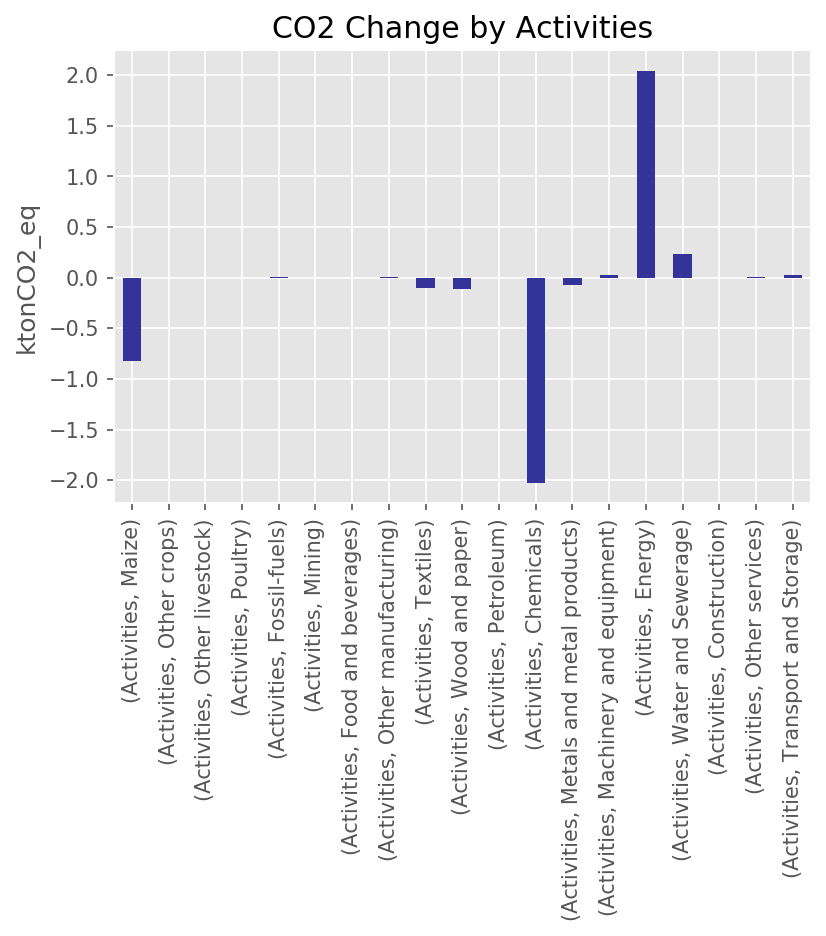 CO2 Change by Activities
ktonCO2_eq
2.0
1.5
1.0
0.5
0.0
−0.5
−1.0
−1.5
−2.0
(Activities, Maize)
(Activities, Other crops)
(Activities, Other livestock)
(Activities, Poultry)
(Activities, Fossil-fuels)
(Activities, Mining)
(Activities, Food and beverages)
(Activities, Other manufacturing)
(Activities, Textiles)
(Activities, Wood and paper)
(Activities, Petroleum)
(Activities, Chemicals)
(Activities, Metals and metal products)
(Activities, Machinery and equipment)
(Activities, Energy)
(Activities, Water and Sewerage)
(Activities, Construction)
(Activities, Other services)
(Activities, Transport and Storage)